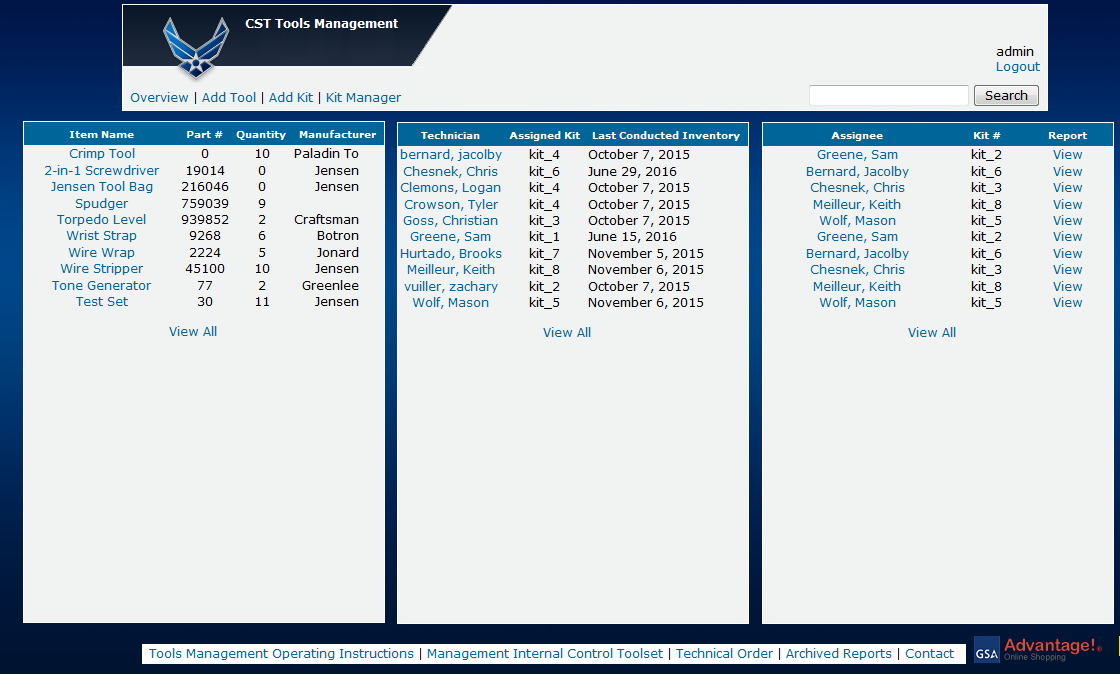 CST Tools Management
admin
Logout
Overview | Add Tool | Add Kit | Kit Manager
Search
Item Name Part # Quantity Manufacturer
Crimp Tool 0 10 Paladin To
2-in-1 Screwdriver 19014 0 Jensen
Jensen Tool Bag 216046 0 Jensen
Spudger 759039 9
Torpedo Level 939852 2 Craftsman
Wrist Strap 9268 6 Botron
Wire Wrap 2224 5 Jonard
Wire Stripper 45100 10 Jensen
Tone Generator 77 2 Greenlee
Test Set 30 11 Jensen
View All
Technician Assigned Kit Last Conducted Inventory
bernard, jacolby kit_4 October 7, 2015
Chesnek, Chris kit_6 June 29, 2016
Clemons, Logan kit_4 October 7, 2015
Crowson, Tyler kit_4 October 7, 2015
Goss, Christian kit_3 October 7, 2015
Greene, Sam kit_1 June 15, 2016
Hurtado, Brooks kit_7 November 5, 2015
Meilleur, Keith kit_8 November 6, 2015
vuiller, zachary kit_2 October 7, 2015
Wolf, Mason kit_5 November 6, 2015
View All
Assignee Kit # Report
Greene, Sam kit_2 View
Bernard, Jacolby kit_6 View
Chesnek, Chris kit_3 View
Meilleur, Keith kit_8 View
Wolf, Mason kit_5 View
Greene, Sam kit_2 View
Bernard, Jacolby kit_6 View
Chesnek, Chris kit_3 View
Meilleur, Keith kit_8 View
Wolf, Mason kit_5 View
View All
Tools Management Operating Instructions | Management Internal Control Toolset | Technical Order | Archived Reports | Contact
GSA Advantage!®
Online Shopping